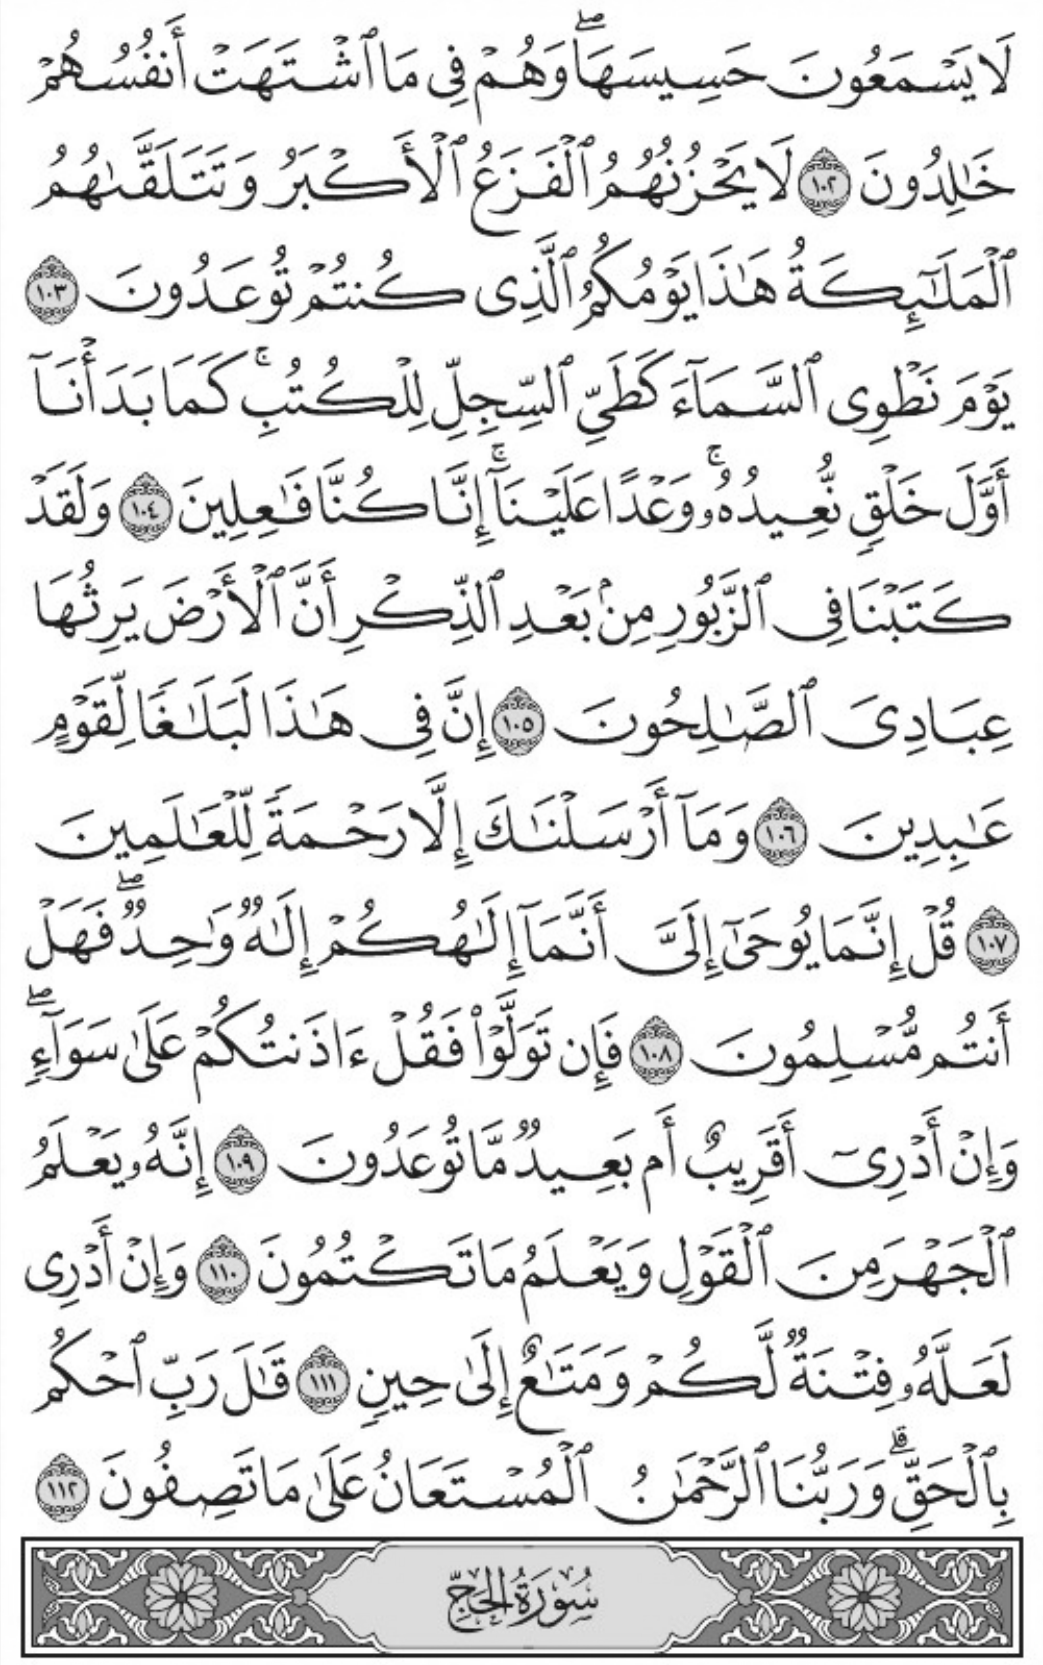 لَا يَسْمَعُونَ حَسِيسَهَا ۖ وَهُمْ فِى مَا ٱشْتَهَتْ أَنفُسُهُمْ
خَـٰلِدُونَ ١٠٢ لَا يَحْزُنُهُمُ ٱلْفَزَعُ ٱلْأَكْبَرُ وَتَتَلَقَّىٰهُمُ
ٱلْمَلَـٰٓئِكَةُ هَـٰذَا يَوْمُكُمُ ٱلَّذِى كُنتُمْ تُوعَدُونَ ١٠٣
يَوْمَ نَطْوِى ٱلسَّمَآءَ كَطَىِّ ٱلسِّجِلِّ لِلْكُتُبِ ۚ كَمَا بَدَأْنَآ
أَوَّلَ خَلْقٍ نُّعِيدُهُۥ ۚ وَعْدًا عَلَيْنَآ ۚ إِنَّا كُنَّا فَـٰعِلِينَ ١٠٤ وَلَقَدْ
كَتَبْنَا فِى ٱلزَّبُورِ مِنۢ بَعْدِ ٱلذِّكْرِ أَنَّ ٱلْأَرْضَ يَرِثُهَا
عِبَادِىَ ٱلصَّـٰلِحُونَ ١٠٥ إِنَّ فِى هَـٰذَا لَبَلَـٰغًا لِّقَوْمٍ
عَـٰبِدِينَ ١٠٦ وَمَآ أَرْسَلْنَـٰكَ إِلَّا رَحْمَةً لِّلْعَـٰلَمِينَ
١٠٧ قُلْ إِنَّمَا يُوحَىٰٓ إِلَىَّ أَنَّمَآ إِلَـٰهُكُمْ إِلَـٰهٌ وَٰحِدٌ ۖ فَهَلْ
أَنتُم مُّسْلِمُونَ ١٠٨ فَإِن تَوَلَّوْا۟ فَقُلْ ءَاذَنتُكُمْ عَلَىٰ سَوَآءٍ ۖ
وَإِنْ أَدْرِىٓ أَقَرِيبٌ أَم بَعِيدٌ مَّا تُوعَدُونَ ١٠٩ إِنَّهُۥ يَعْلَمُ
ٱلْجَهْرَ مِنَ ٱلْقَوْلِ وَيَعْلَمُ مَا تَكْتُمُونَ ١١٠ وَإِنْ أَدْرِى
لَعَلَّهُۥ فِتْنَةٌ لَّكُمْ وَمَتَـٰعٌ إِلَىٰ حِينٍ ١١١ قَـٰلَ رَبِّ ٱحْكُم
بِٱلْحَقِّ ۗ وَرَبُّنَا ٱلرَّحْمَـٰنُ ٱلْمُسْتَعَانُ عَلَىٰ مَا تَصِفُونَ ١١٢
سُورَةُ الحَجِّ